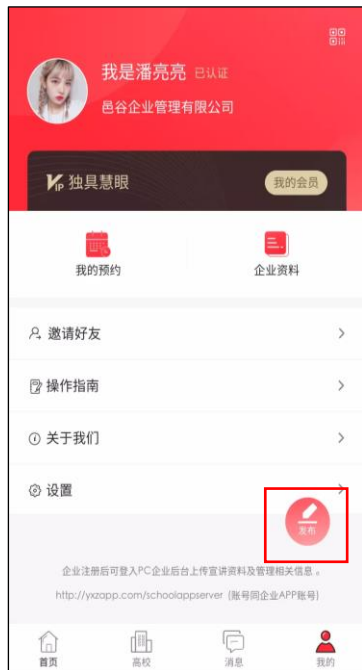 我是潘亮亮 已认证
邑谷企业管理有限公司
VIP 独具慧眼 我的会员
我的预约 企业资料
邀请好友
操作指南
关于我们
设置
发布
企业注册后可登入PC企业后台上传宣讲资料及管理相关信息 。
http://yxzapp.com/schoolappserver (账号同企业APP账号)
首页 高校 消息 我的